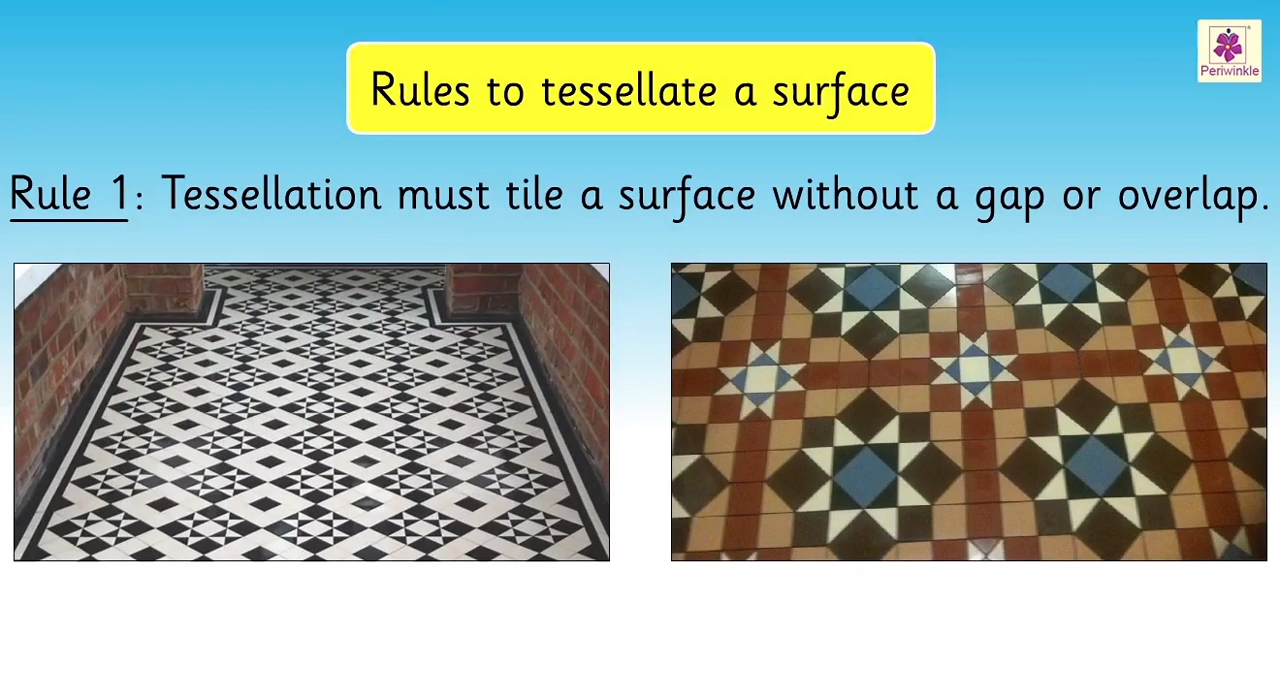 Periwinkle
Rules to tessellate a surface
Rule 1: Tessellation must tile a surface without a gap or overlap.